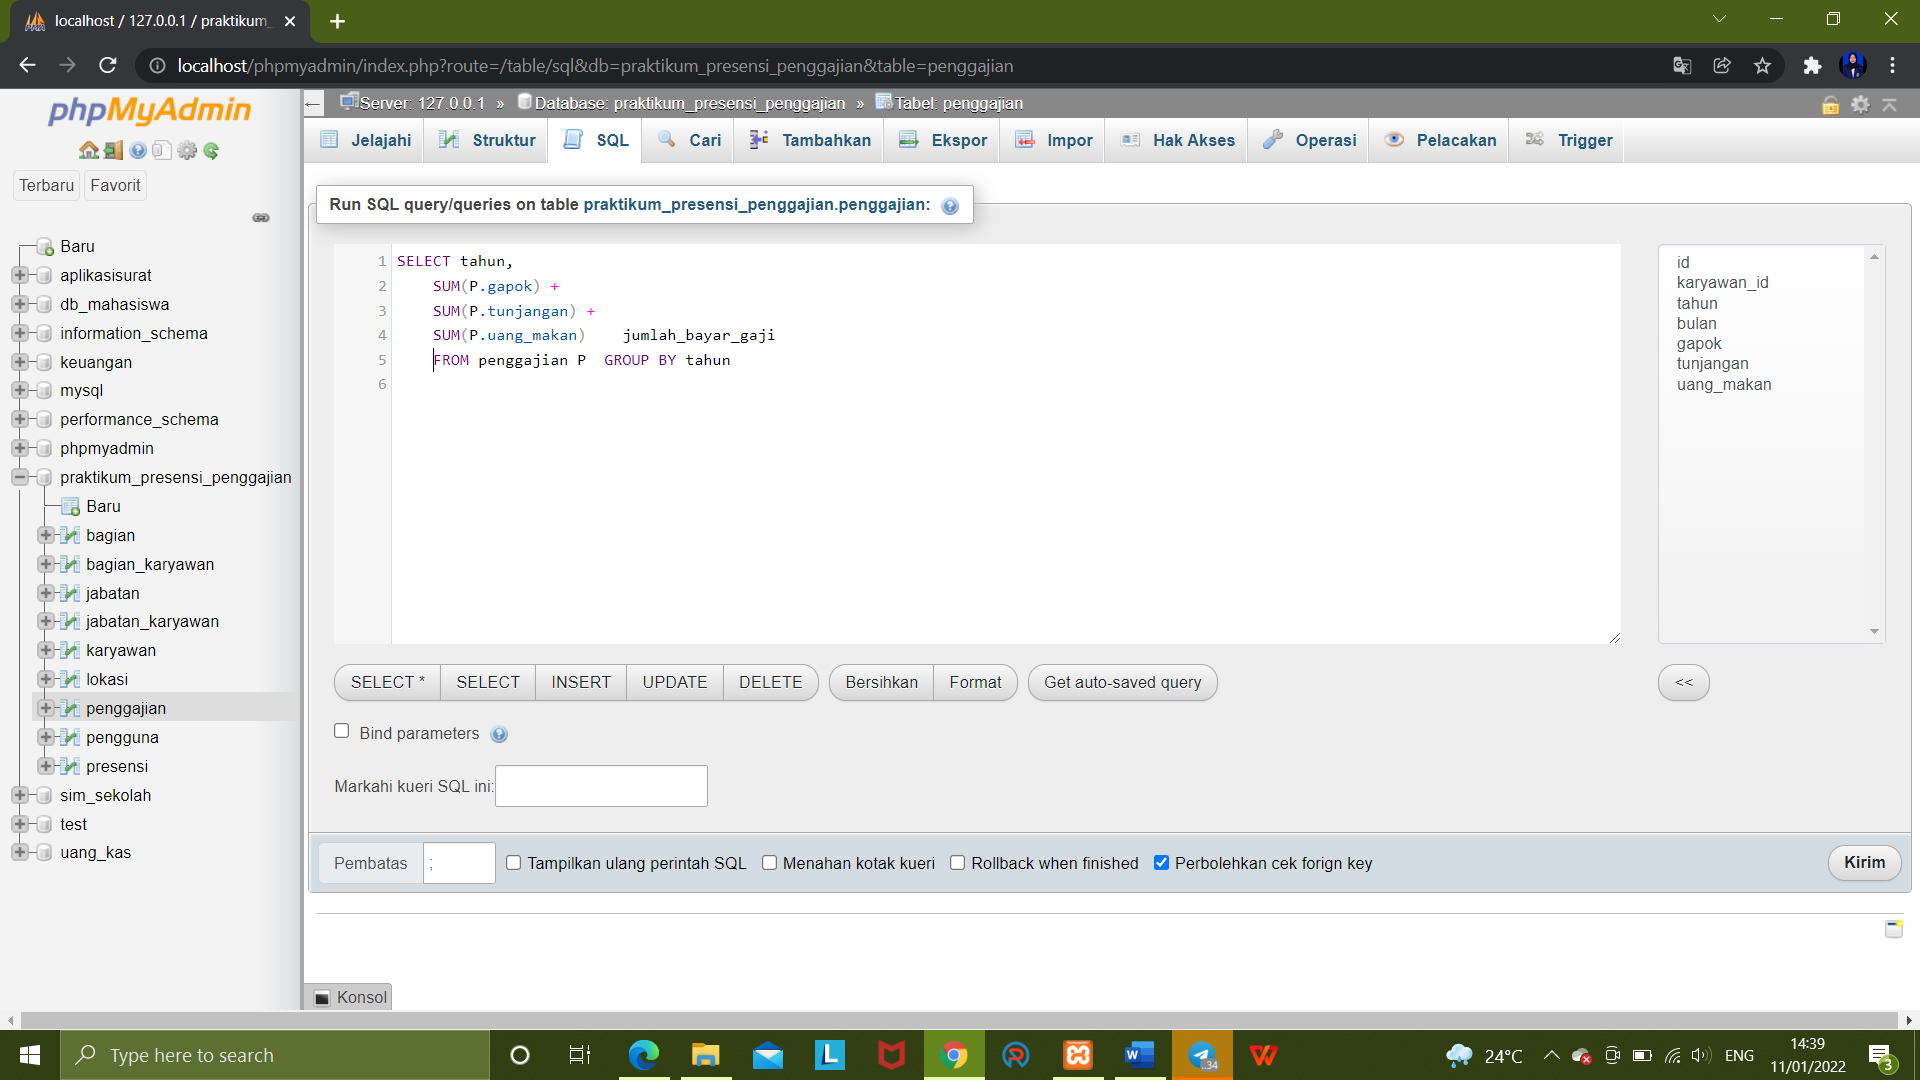 localhost / 127.0.0.1 / praktikum_
localhost/phpmyadmin/index.php?route=/table/sql&db=praktikum_presensi_penggajian&table=penggajian
phpMyAdmin
Terbaru Favorit
Baru
aplikasisurat
db_mahasiswa
information_schema
keuangan
mysql
performance_schema
phpmyadmin
praktikum_presensi_penggajian
Baru
bagian
bagian_karyawan
jabatan
jabatan_karyawan
karyawan
lokasi
penggajian
pengguna
presensi
sim_sekolah
test
uang_kas
Server: 127.0.0.1 » Database: praktikum_presensi_penggajian » Tabel: penggajian
Jelajahi Struktur SQL Cari Tambahkan Ekspor Impor Hak Akses Operasi Pelacakan Trigger
Run SQL query/queries on table praktikum_presensi_penggajian.penggajian:
1 SELECT tahun,
2 SUM(P.gapok) +
3 SUM(P.tunjangan) +
4 SUM(P.uang_makan) jumlah_bayar_gaji
5 FROM penggajian P GROUP BY tahun
6
id
karyawan_id
tahun
bulan
gapok
tunjangan
uang_makan
SELECT * SELECT INSERT UPDATE DELETE Bersihkan Format Get auto-saved query <<
Bind parameters
Markahi kueri SQL ini:
Pembatas ; Tampilkan ulang perintah SQL Menahan kotak kueri Rollback when finished Perbolehkan cek forign key Kirim
Konsol
Type here to search
L
W
..34
24°C
ENG
14:39
11/01/2022
3